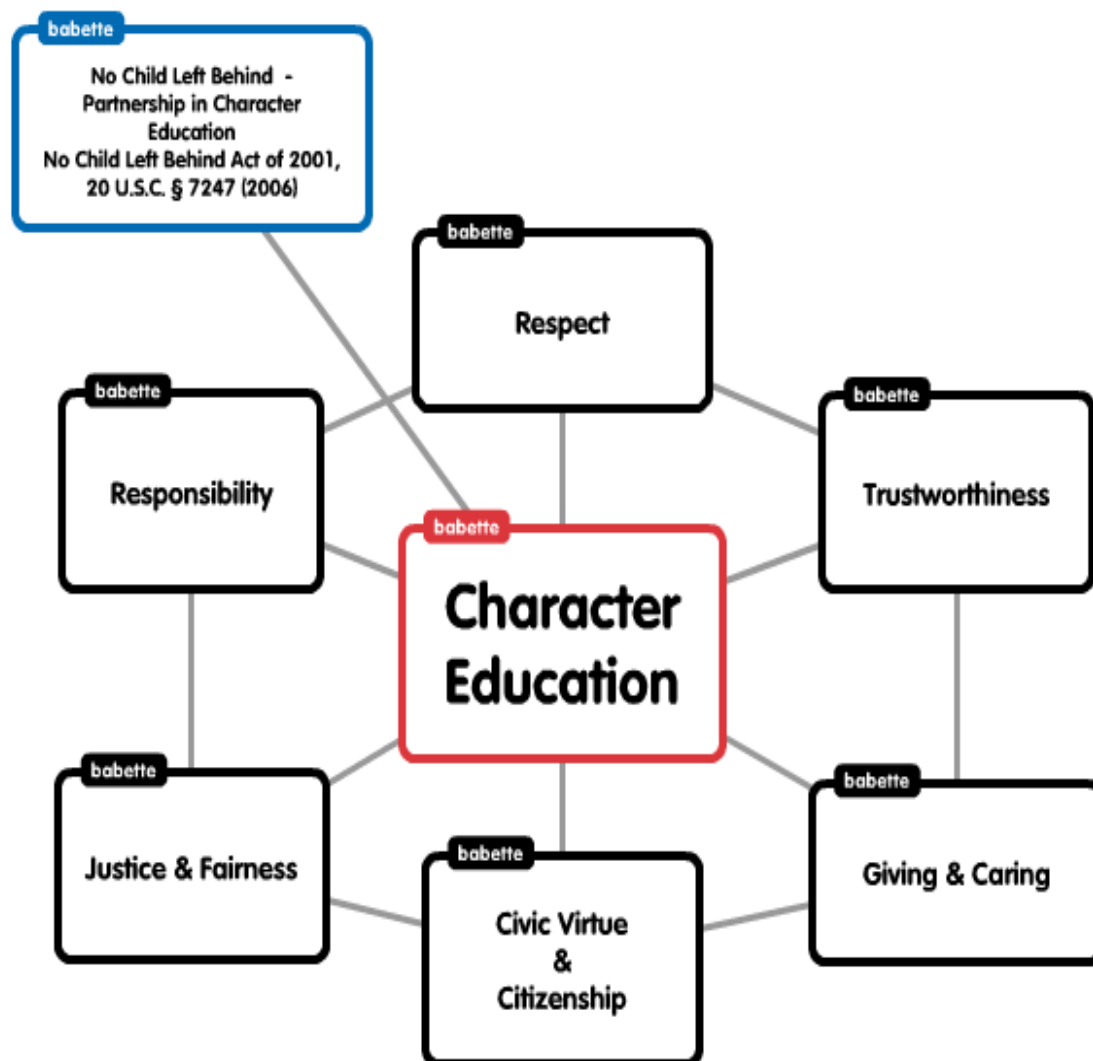 babette
No Child Left Behind -
Partnership in Character
Education
No Child Left Behind Act of 2001,
20 U.S.C. § 7247 (2006)
babette
Respect
babette
Responsibility
babette
Trustworthiness
babette
Character
Education
babette
Justice & Fairness
babette
Civic Virtue
&
Citizenship
babette
Giving & Caring